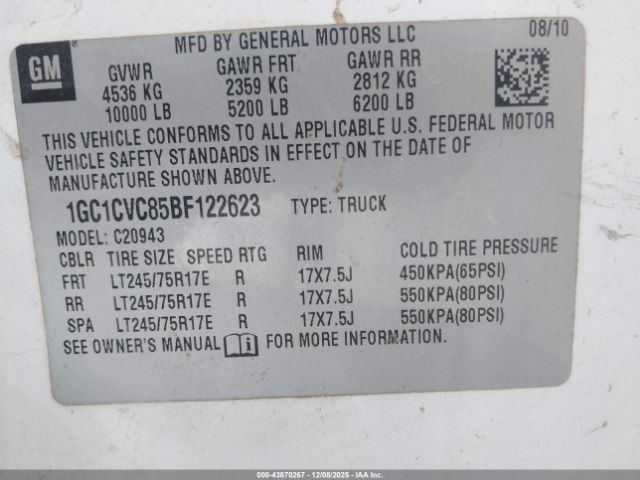 GM
MFD BY GENERAL MOTORS LLC
08/10
GVWR GAWR FRT GAWR RR
4536 KG 2359 KG 2812 KG
10000 LB 5200 LB 6200 LB
THIS VEHICLE CONFORMS TO ALL APPLICABLE U.S. FEDERAL MOTOR
VEHICLE SAFETY STANDARDS IN EFFECT ON THE DATE OF
MANUFACTURE SHOWN ABOVE.
1GC1CVC85BF122623 TYPE: TRUCK
MODEL: C20943
CBLR TIRE SIZE SPEED RTG RIM COLD TIRE PRESSURE
FRT LT245/75R17E R 17X7.5J 450KPA(65PSI)
RR LT245/75R17E R 17X7.5J 550KPA(80PSI)
SPA LT245/75R17E R 17X7.5J 550KPA(80PSI)
SEE OWNER'S MANUAL FOR MORE INFORMATION.
000-43870267 - 12/08/2025 - IAAI.COM